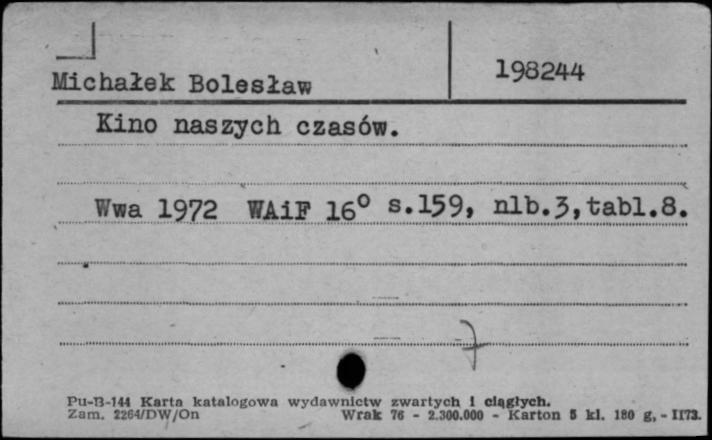 198244
Michałek Bolesław
Kino naszych czasów.
Wwa 1972 WAiF 16° s.159, nlb.3,tabl.8.
Pu-B-144 Karta katalogowa wydawnictw zwartych i ciągłych.
Zam. 2264/DW/On Wrak 76 - 2.300.000 - Karton 5 kl. 180 g, - II73.